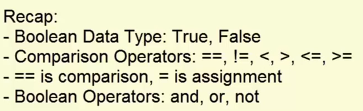 Recap:
- Boolean Data Type: True, False
- Comparison Operators: ==, !=, <, >, <=, >=
- == is comparison, = is assignment
- Boolean Operators: and, or, not